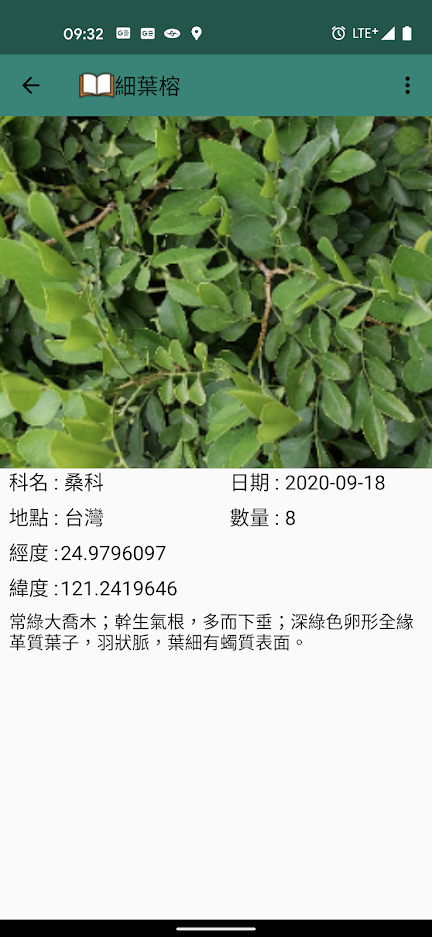 09:32 LTE+
細葉榕
科名 : 桑科 日期 : 2020-09-18
地點 : 台灣 數量 : 8
經度 :24.9796097
緯度 :121.2419646
常綠大喬木；幹生氣根，多而下垂；深綠色卵形全緣
革質葉子，羽狀脈，葉細有蠋質表面。